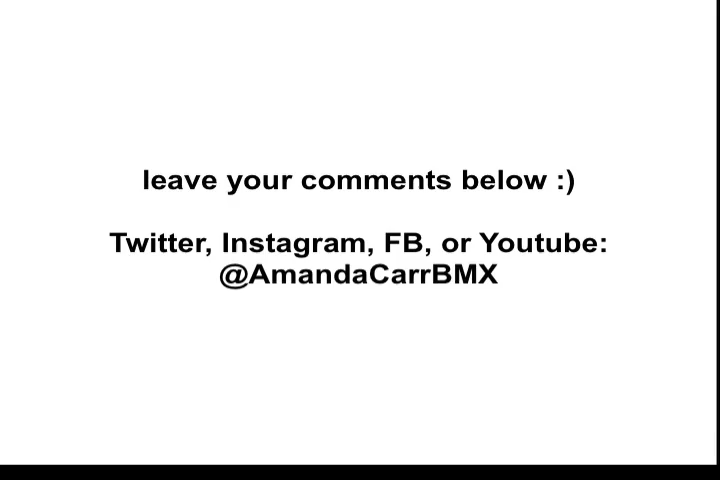 leave your comments below :)
Twitter, Instagram, FB, or Youtube:
@AmandaCarrBMX